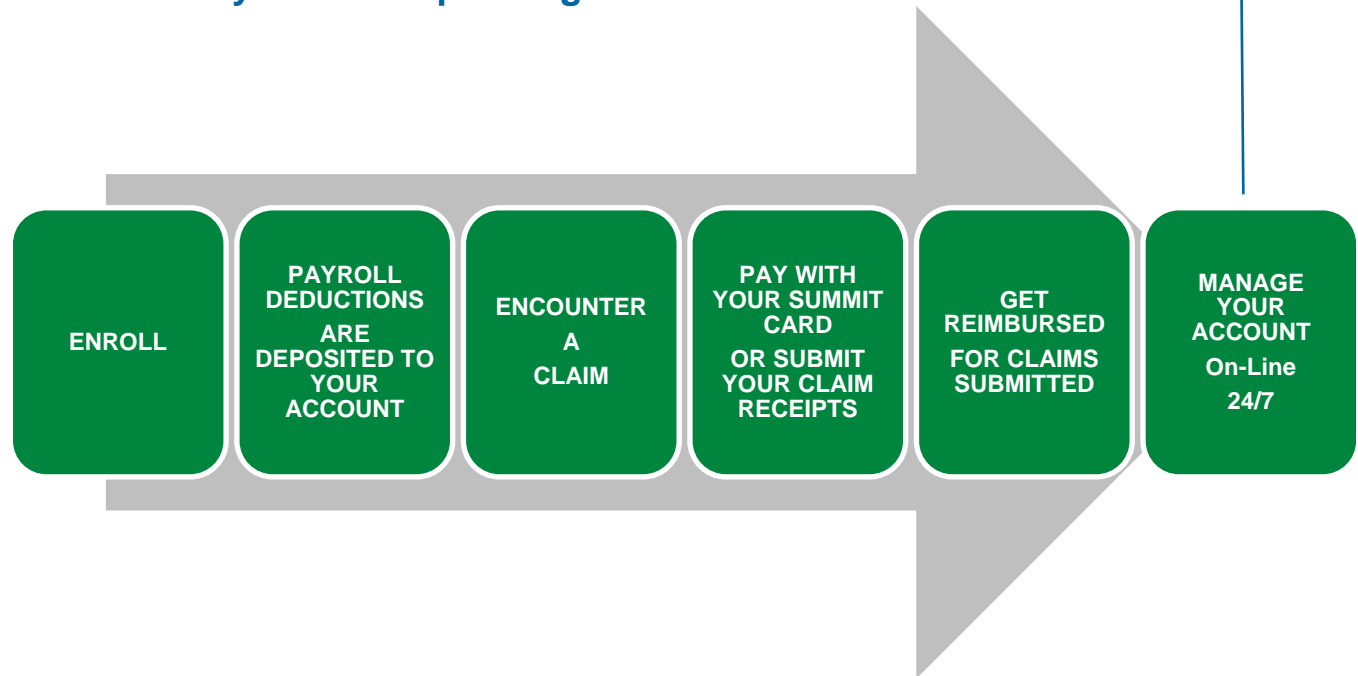 ENROLL
PAYROLL
DEDUCTIONS
ARE
DEPOSITED TO
YOUR
ACCOUNT
ENCOUNTER
A
CLAIM
PAY WITH
YOUR SUMMIT
CARD
OR SUBMIT
YOUR CLAIM
RECEIPTS
GET
REIMBURSED
FOR CLAIMS
SUBMITTED
MANAGE
YOUR
ACCOUNT
On-Line
24/7